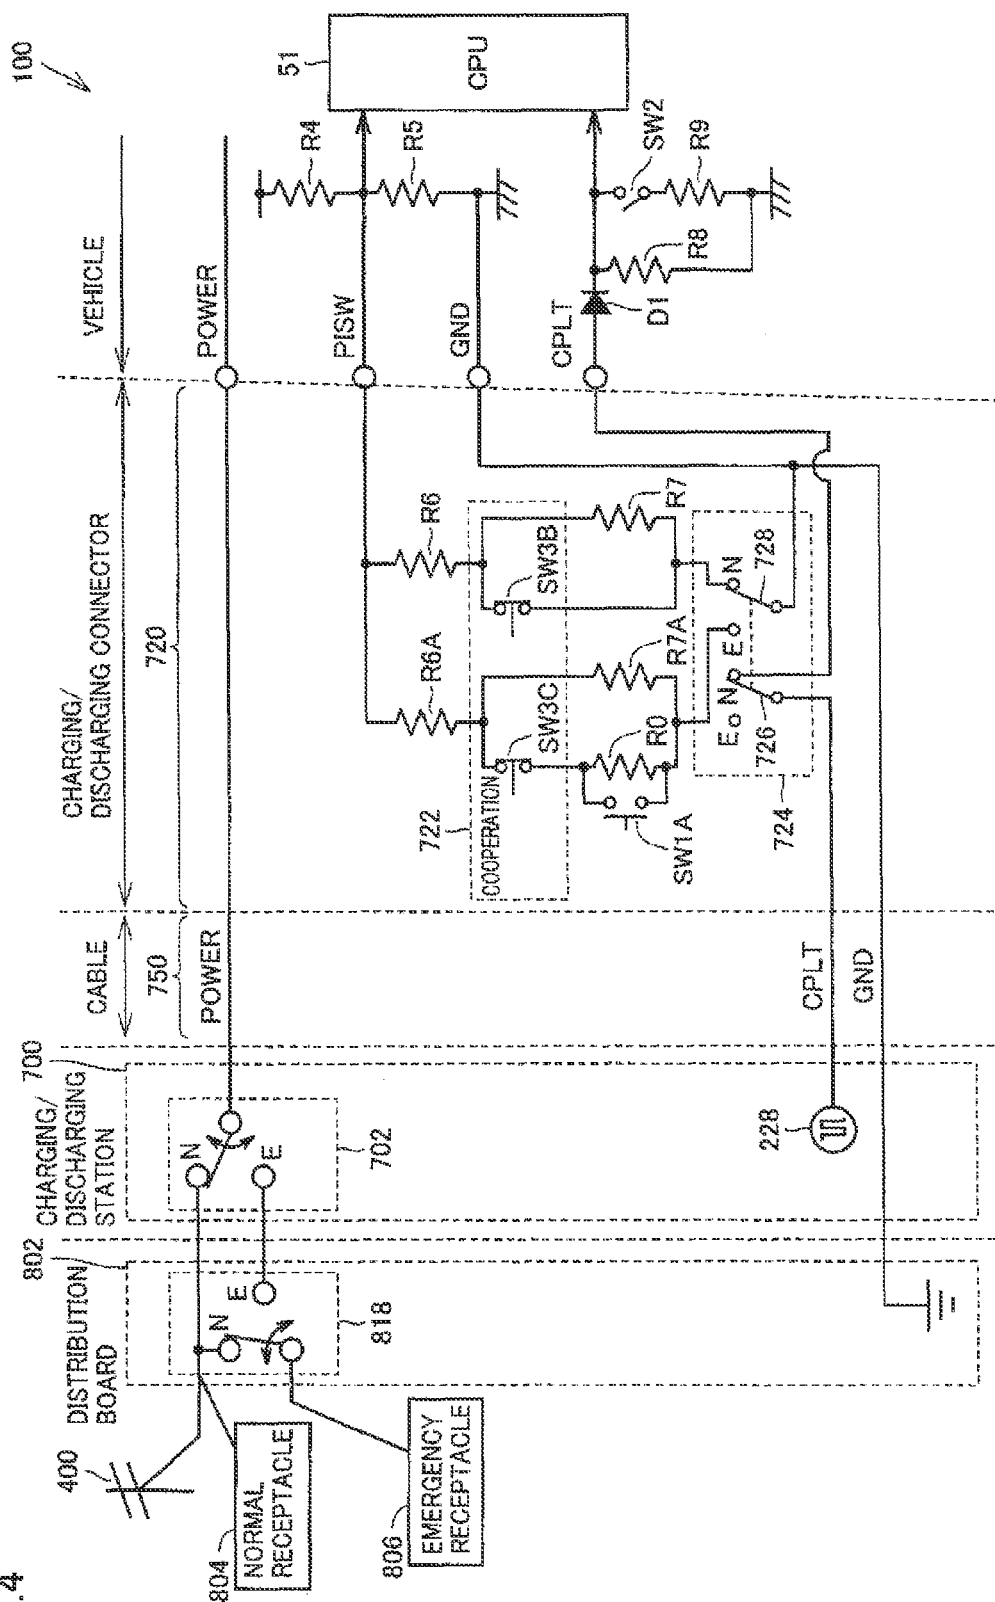 .4
100
VEHICLE
CHARGING/
DISCHARGING CONNECTOR
CABLE
CHARGING/
DISCHARGING
STATION
700
DISTRIBUTION
BOARD
802
400
720
750
POWER
POWER
PISW
GND
CPLT
51
CPU
R4
R5
SW2
R9
R8
D1
R6
R6A
SW3B
SW3C
R7
R7A
R0
SW1A
722
COOPERATION
N
E
728
N
E
726
724
CPLT
GND
228
N
E
702
N
E
818
804
NORMAL
RECEPTACLE
806
EMERGENCY
RECEPTACLE